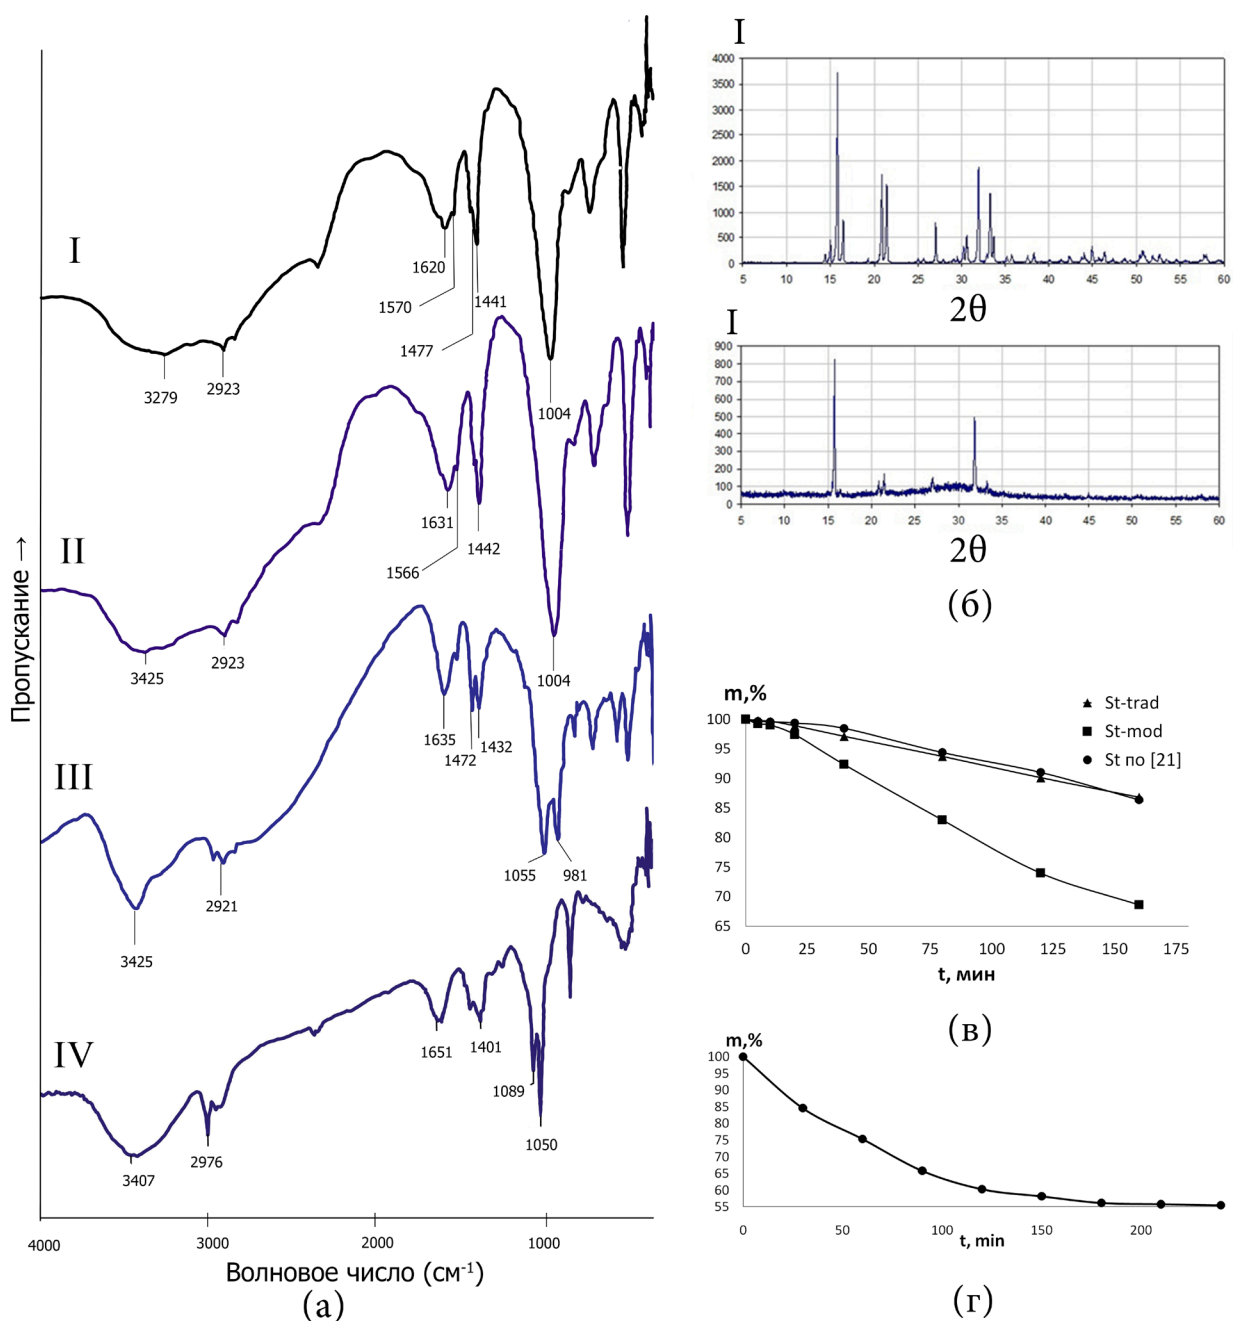 I
1620
1570
1441
1477
3279
2923
1004
II
1631
1442
1566
3425
2923
1004
III
1635
1472
1432
1055
981
2921
3425
IV
1651
1401
1089
1050
3407
2976
Пропускание →
4000 3000 2000 1000
Волновое число (см⁻¹)
(а)
I
4000
3500
3000
2500
2000
1500
1000
500
0
5 10 15 20 25 30 35 40 45 50 55 60
2θ
I
900
800
700
600
500
400
300
200
100
0
5 10 15 20 25 30 35 40 45 50 55 60
2θ
(б)
m,%
St-trad
St-mod
St по [21]
100
95
90
85
80
75
70
65
0 25 50 75 100 125 150 175
t, мин
(в)
m,%
100
95
90
85
80
75
70
65
60
55
0 50 100 150 200
t, min
(г)